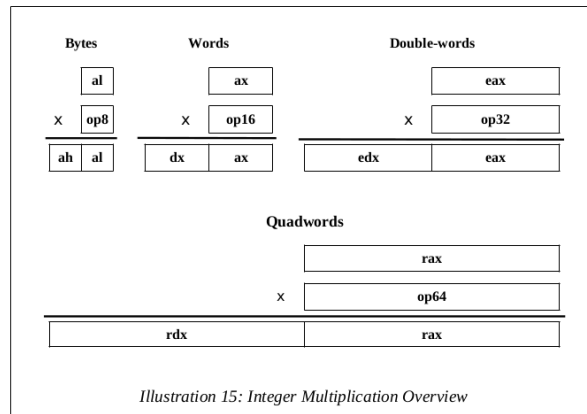 Bytes Words Double-words
al ax eax
x op8 x op16 x op32
ah al dx ax edx eax
Quadwords
rax
x op64
rdx rax
Illustration 15: Integer Multiplication Overview